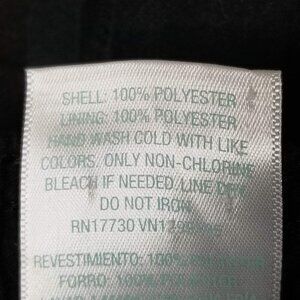 SHELL: 100% POLYESTER
LINING: 100% POLYESTER
HAND WASH COLD WITH LIKE
COLORS. ONLY NON-CHLORINE
BLEACH IF NEEDED. LINE DRY.
DO NOT IRON.
RN17730
REVESTIMIENTO: 100%
FORRO: 100%